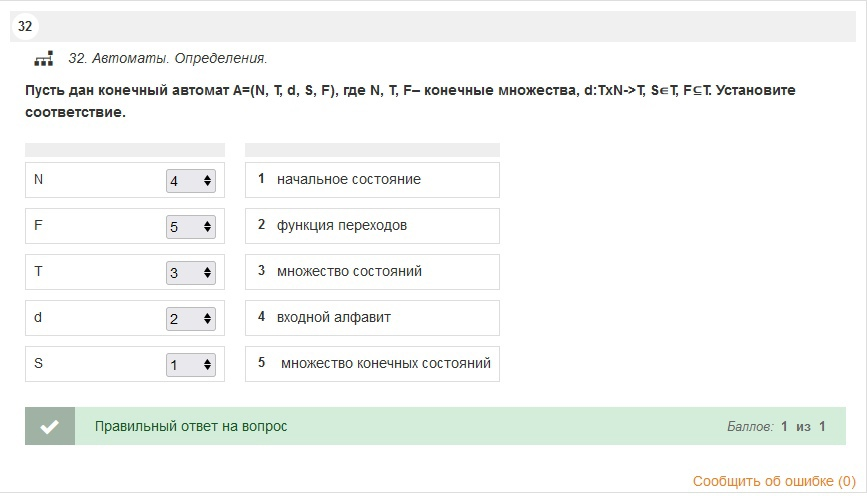 32
32. Автоматы. Определения.
Пусть дан конечный автомат A=(N, T, d, S, F), где N, T, F– конечные множества, d:TxN->T, S∈T, F⊆T. Установите
соответствие.
N 4 1 начальное состояние
F 5 2 функция переходов
T 3 3 множество состояний
d 2 4 входной алфавит
S 1 5 множество конечных состояний
Правильный ответ на вопрос Баллов: 1 из 1
Сообщить об ошибке (0)